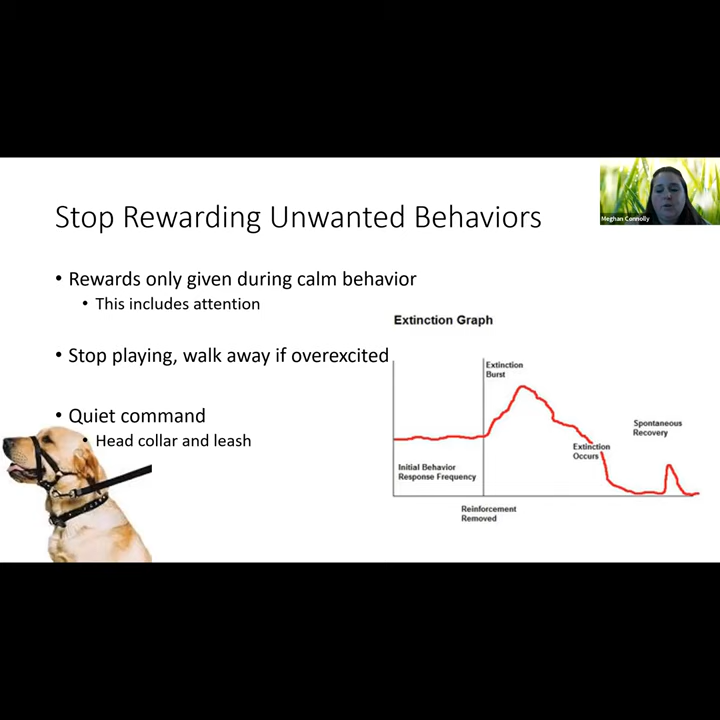 Meghan Connolly
Stop Rewarding Unwanted Behaviors
• Rewards only given during calm behavior
• This includes attention
• Stop playing, walk away if overexcited
• Quiet command
• Head collar and leash
Extinction Graph
Extinction
Burst
Spontaneous
Recovery
Extinction
Occurs
Initial Behavior
Response Frequency
Reinforcement
Removed